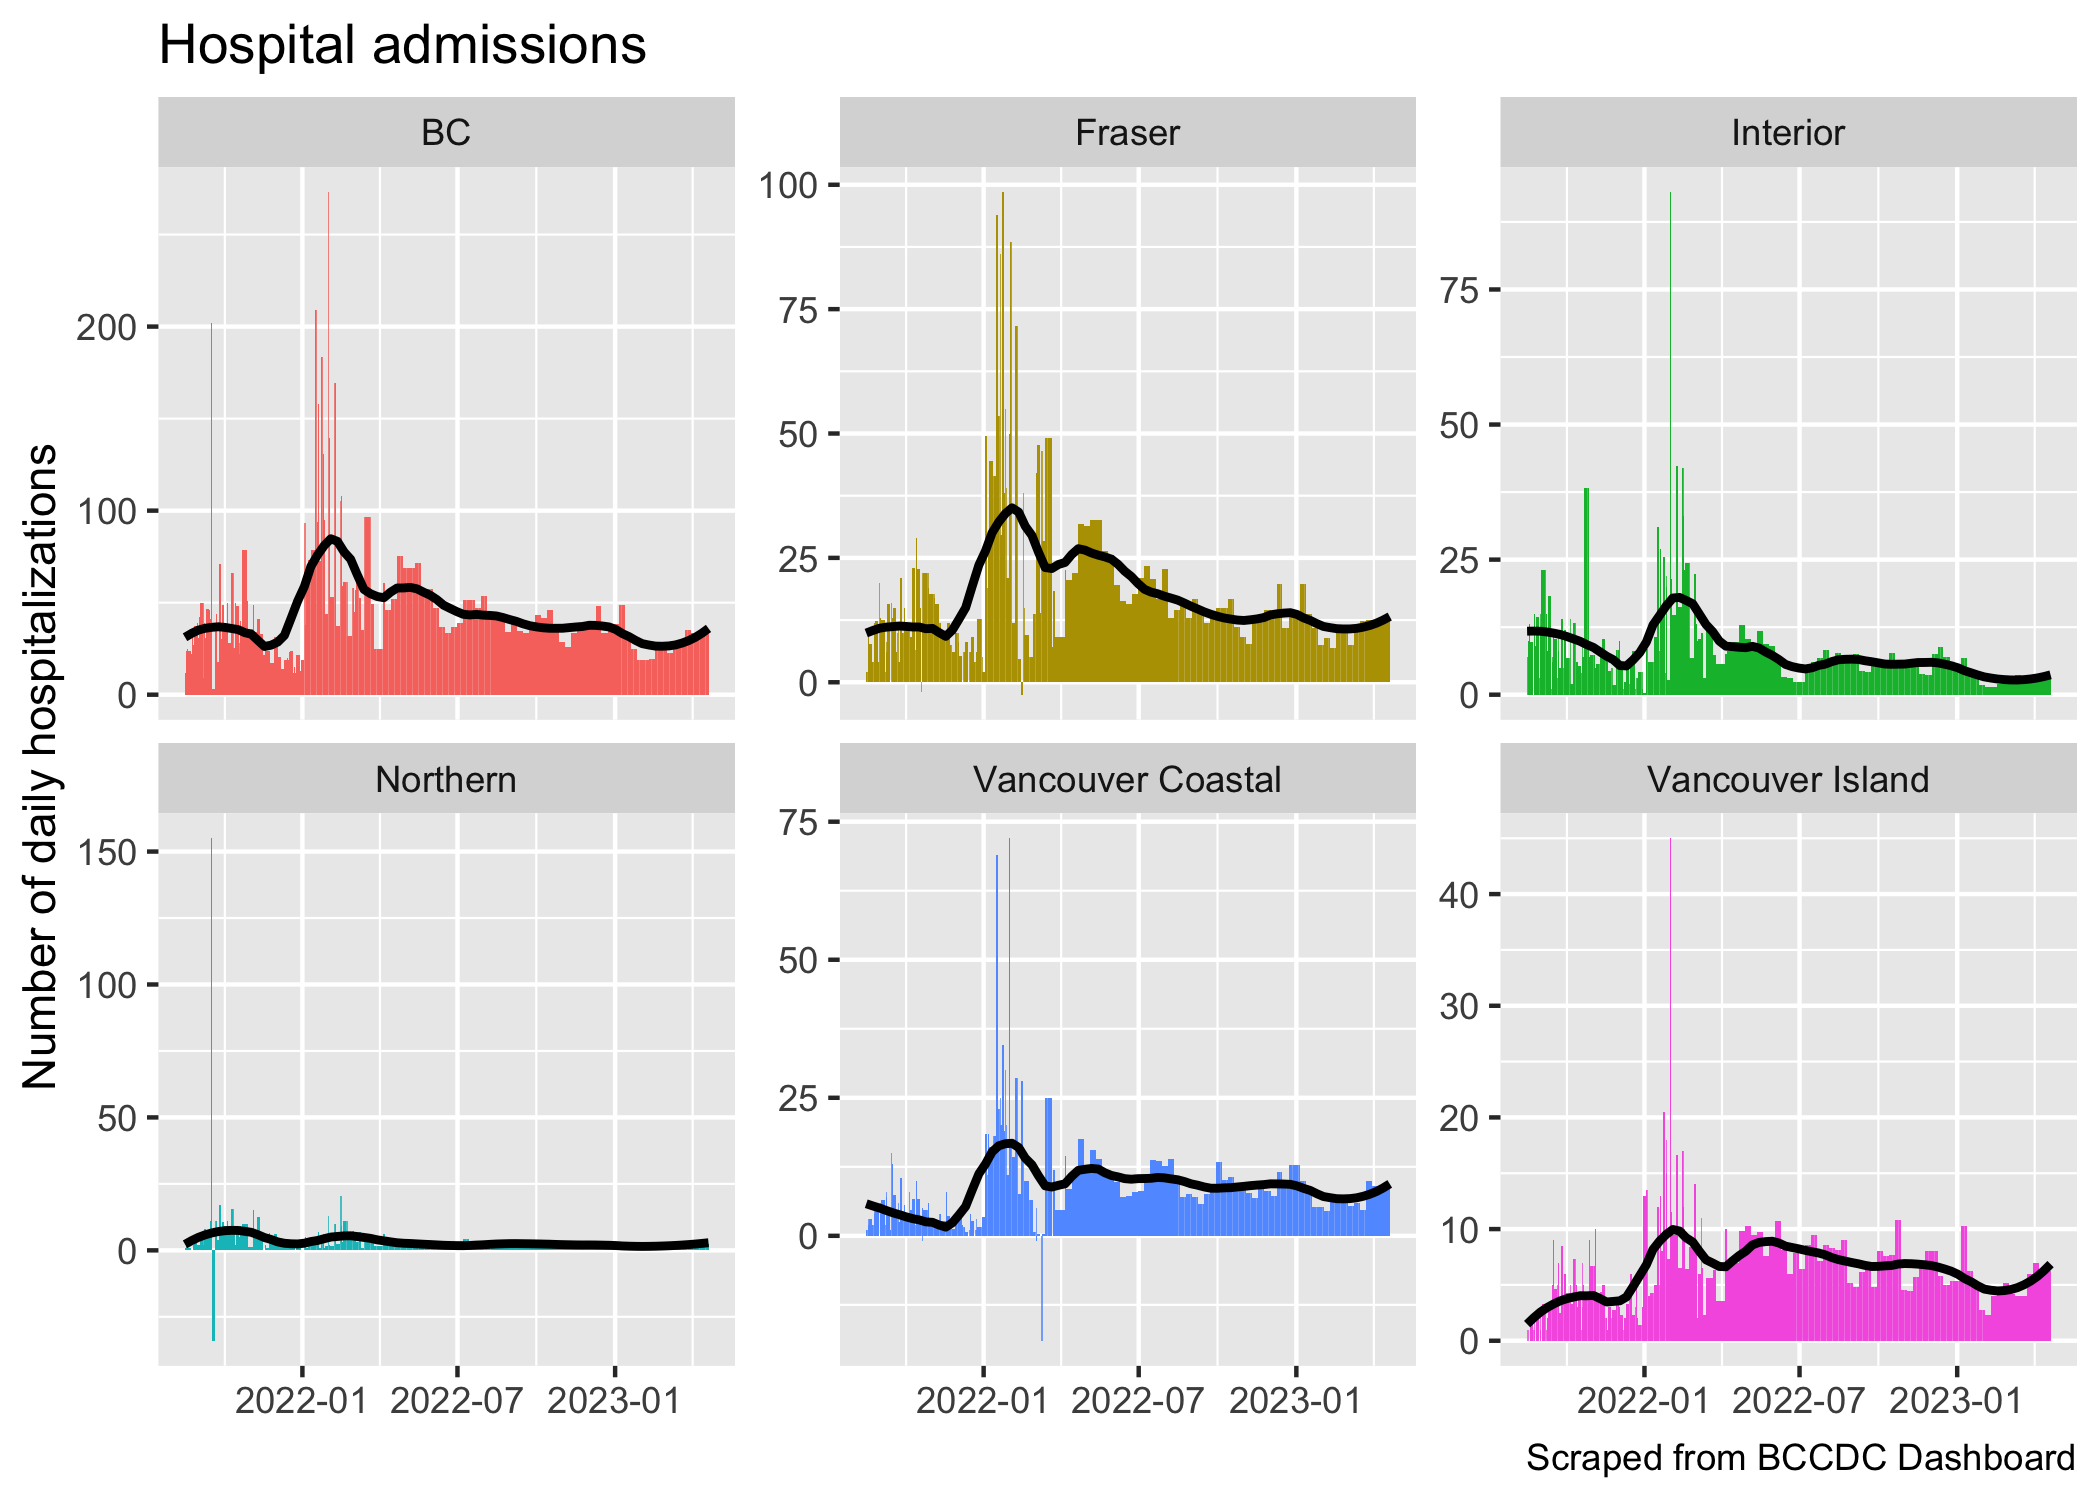 Hospital admissions
Number of daily hospitalizations
BC
200
100
0
Fraser
100
75
50
25
0
Interior
75
50
25
0
Northern
150
100
50
0
2022-01 2022-07 2023-01
Vancouver Coastal
75
50
25
0
2022-01 2022-07 2023-01
Vancouver Island
40
30
20
10
0
2022-01 2022-07 2023-01
Scraped from BCCDC Dashboard